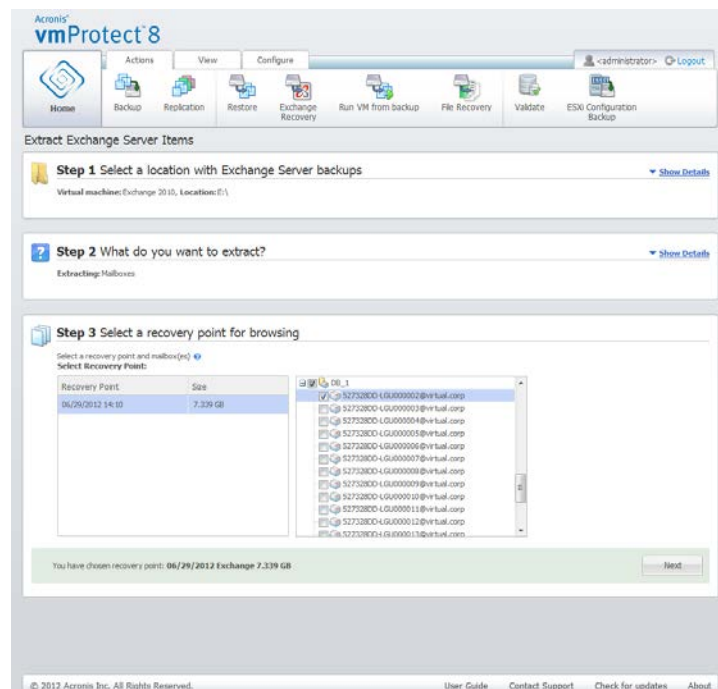 Acronis®
vmProtect 8
Actions View Configure <administrator> Logout
Home Backup Replication Restore Exchange Recovery Run VM from backup File Recovery Validate ESXi Configuration Backup
Extract Exchange Server Items
Step 1 Select a location with Exchange Server backups Show Details
Virtual machine: Exchange 2010, Location: E:\
Step 2 What do you want to extract? Show Details
Extracting: Mailboxes
Step 3 Select a recovery point for browsing
Select a recovery point and mailbox(es)
Select Recovery Point:
Recovery Point Size
06/29/2012 14:10 7.339 GB
DB_1
527328DD-LGU000002@virtual.corp
527328DD-LGU000003@virtual.corp
527328DD-LGU000004@virtual.corp
527328DD-LGU000005@virtual.corp
527328DD-LGU000006@virtual.corp
527328DD-LGU000007@virtual.corp
527328DD-LGU000008@virtual.corp
527328DD-LGU000009@virtual.corp
527328DD-LGU000010@virtual.corp
527328DD-LGU000011@virtual.corp
527328DD-LGU000012@virtual.corp
527328DD-LGU000013@virtual.corp
You have chosen recovery point: 06/29/2012 Exchange 7.339 GB Next
© 2012 Acronis Inc. All Rights Reserved. User Guide Contact Support Check for updates About